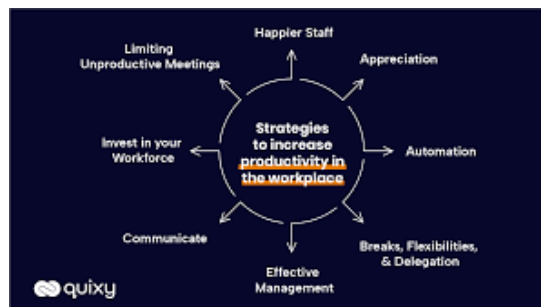 Happier Staff
Limiting
Unproductive Meetings
Appreciation
Strategies
to increase
productivity in
the workplace
Invest in your
Workforce
Automation
Communicate
Breaks, Flexibilities,
& Delegation
Effective
Management
quixy